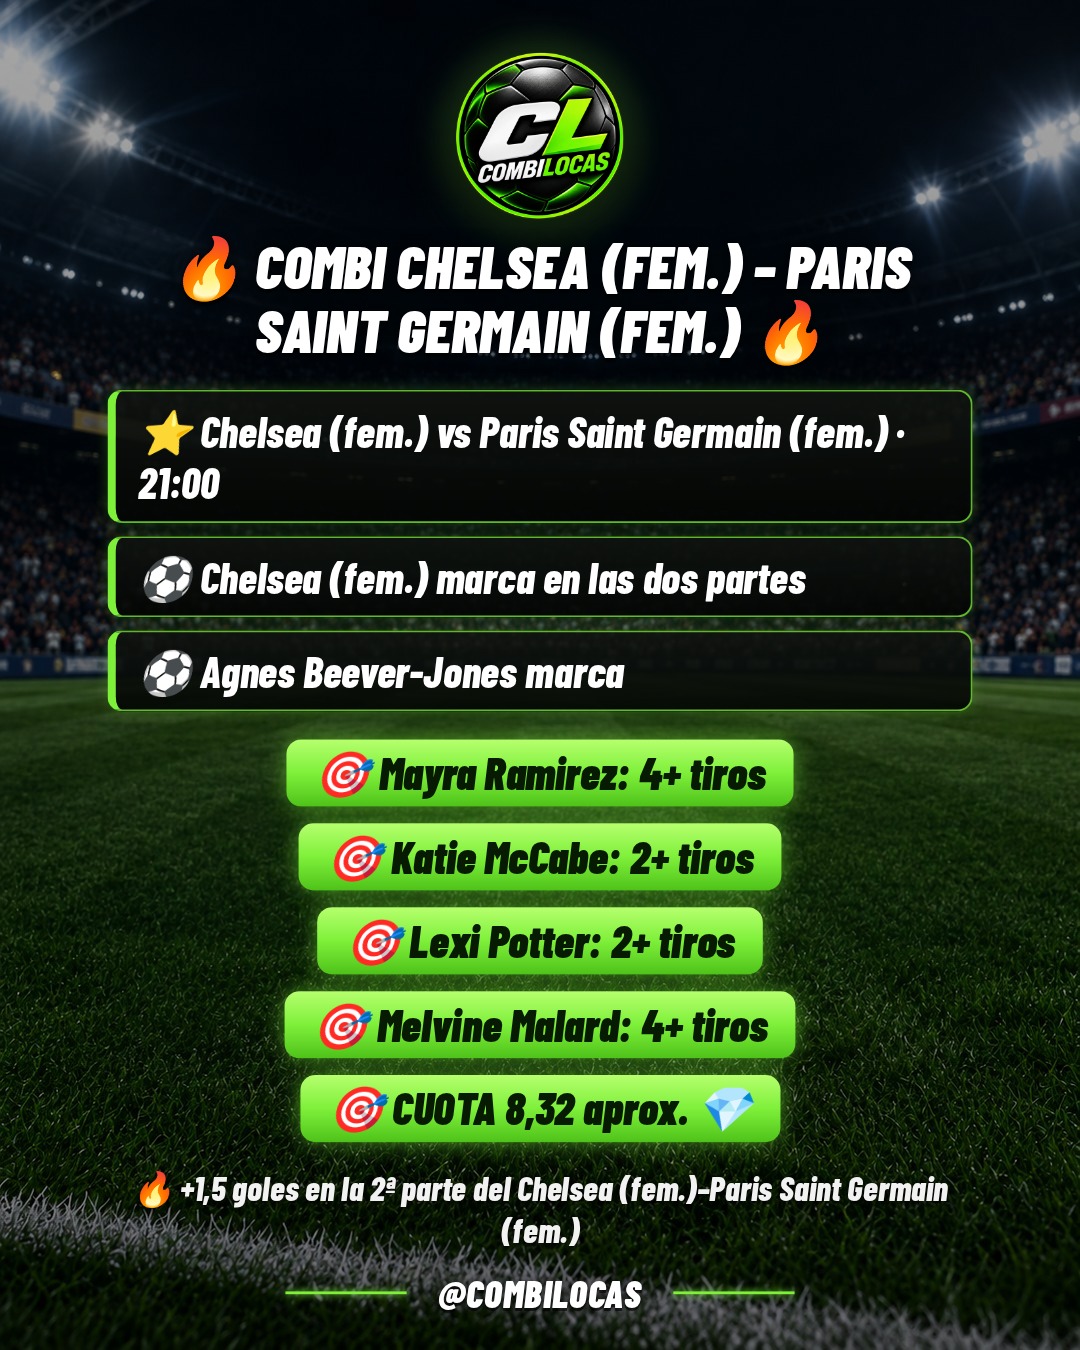 CL
COMBILOCAS
🔥 COMBI CHELSEA (FEM.) – PARIS
SAINT GERMAIN (FEM.) 🔥
⭐ Chelsea (fem.) vs Paris Saint Germain (fem.) ·
21:00
⚽ Chelsea (fem.) marca en las dos partes
⚽ Agnes Beever-Jones marca
🎯 Mayra Ramirez: 4+ tiros
🎯 Katie McCabe: 2+ tiros
🎯 Lexi Potter: 2+ tiros
🎯 Melvine Malard: 4+ tiros
🎯 CUOTA 8,32 aprox. 💎
🔥 +1,5 goles en la 2ª parte del Chelsea (fem.)–Paris Saint Germain
(fem.)
@COMBILOCAS